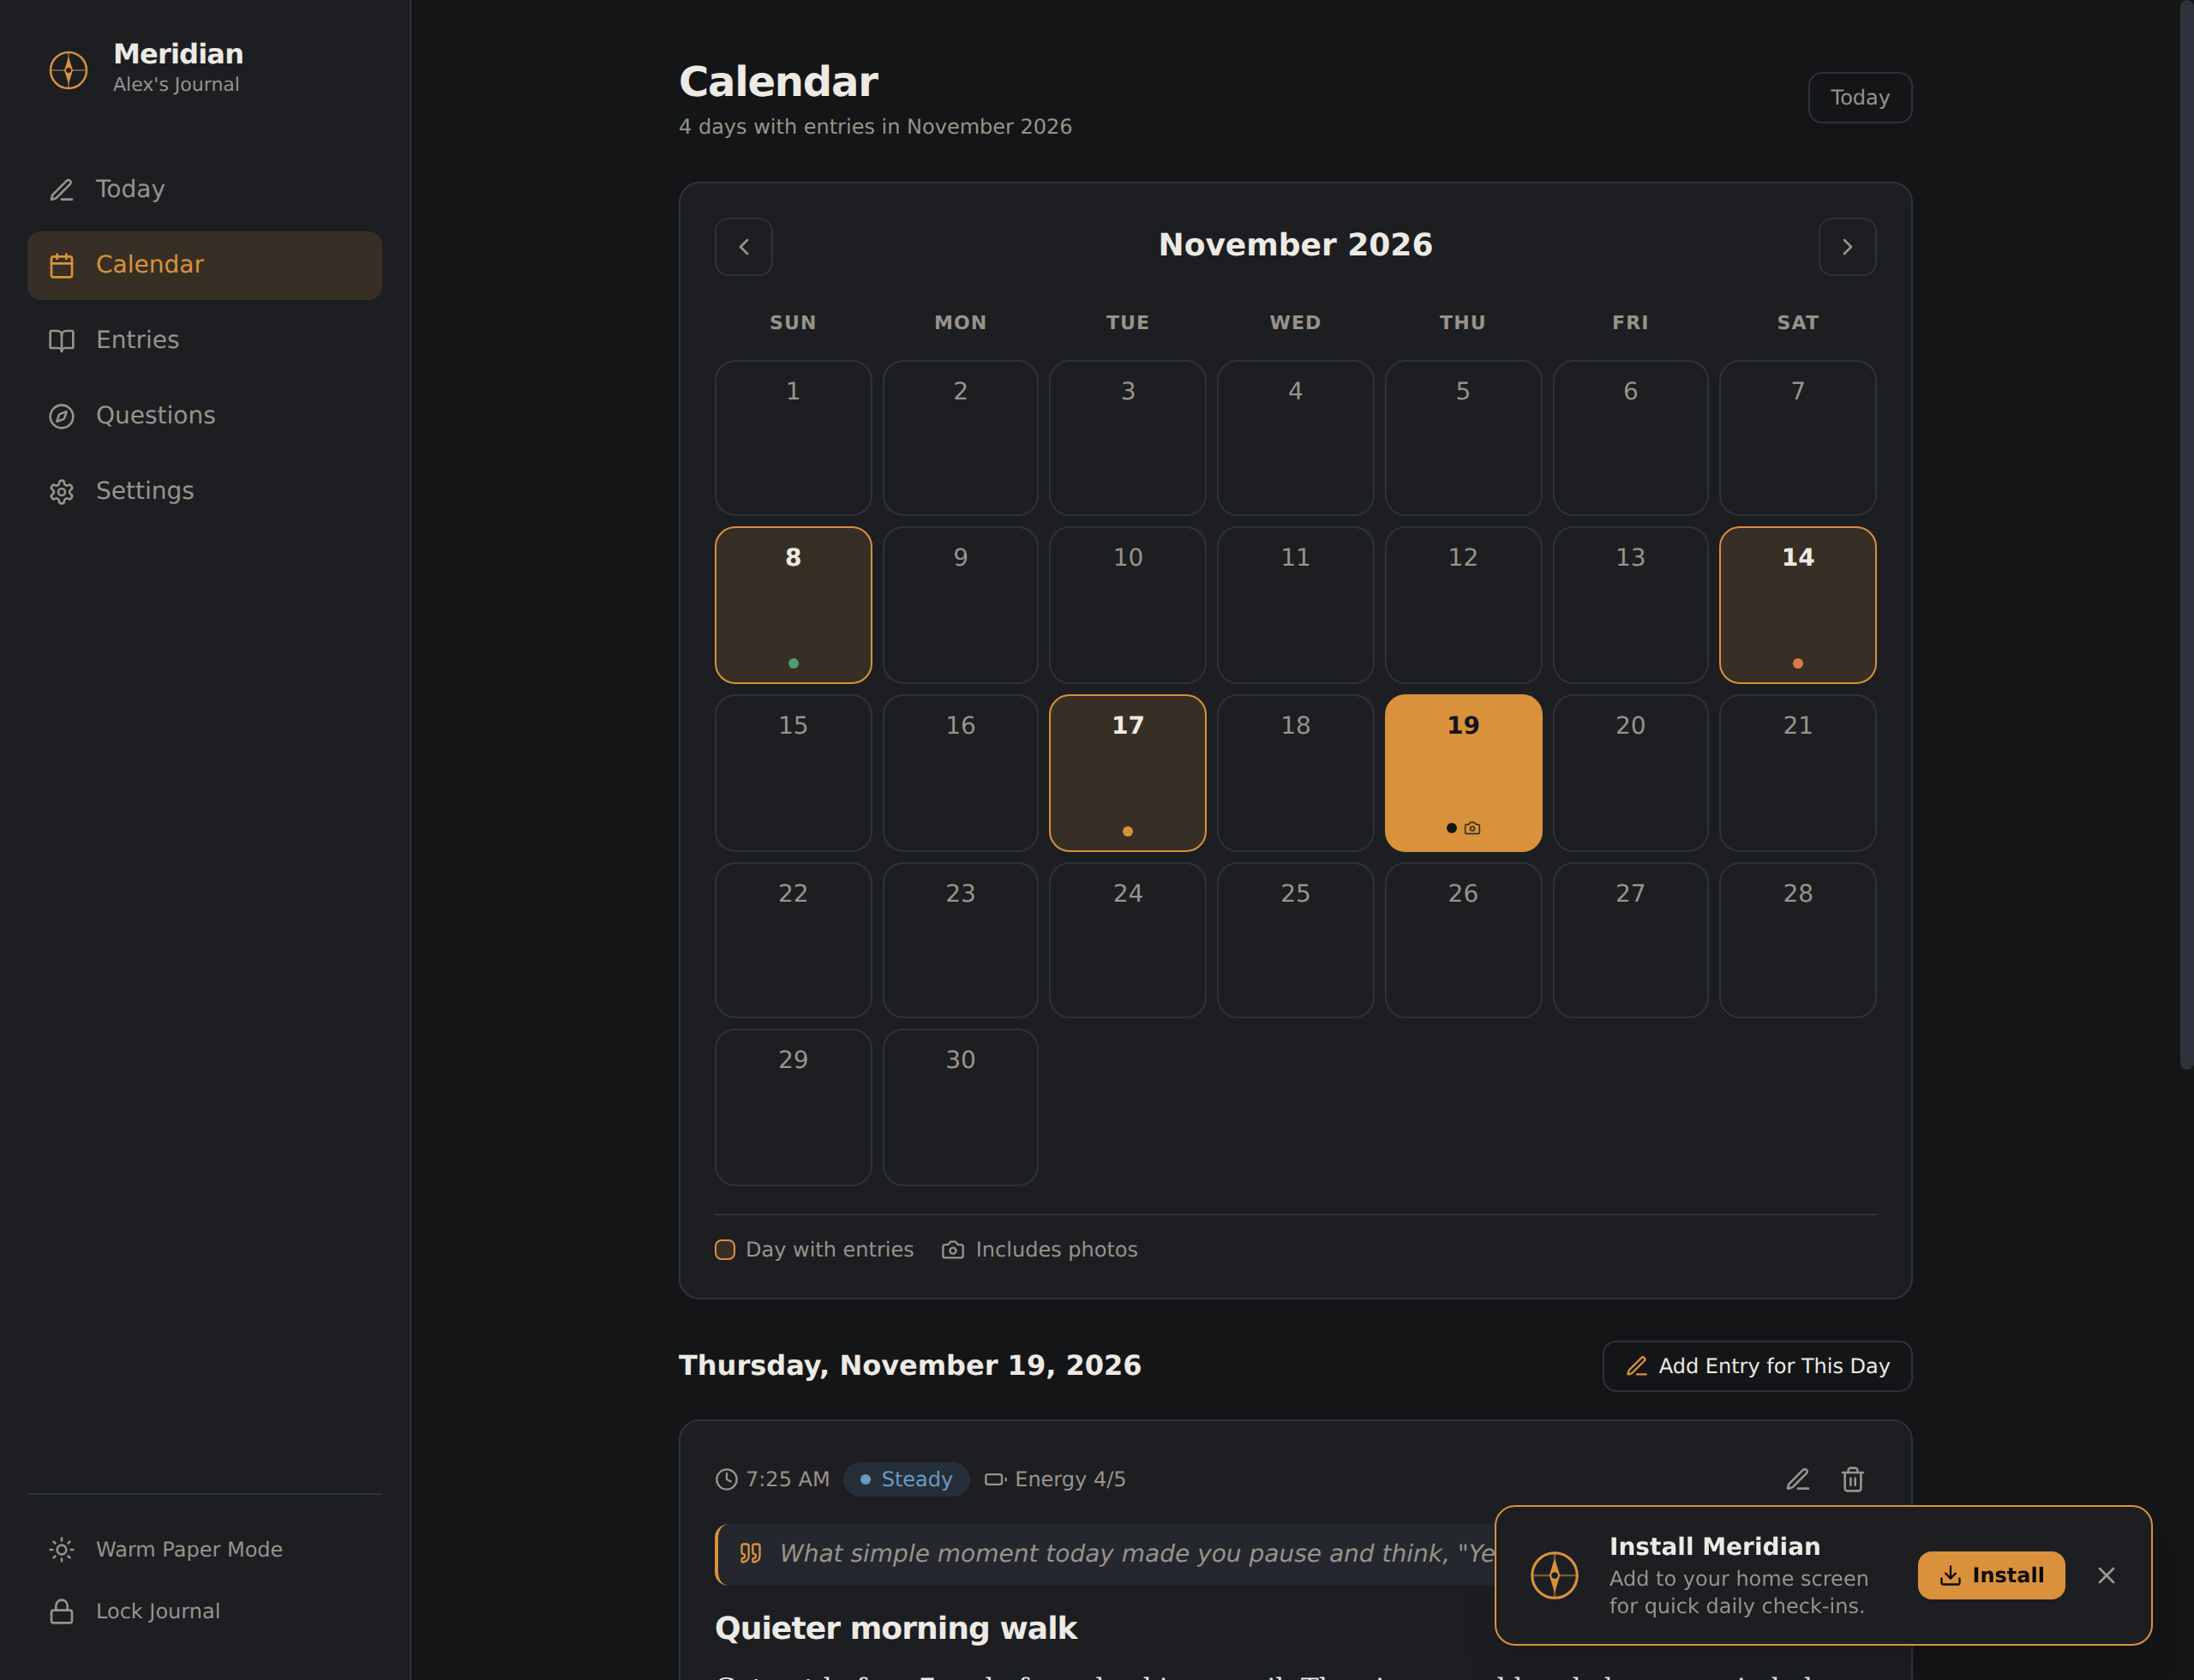 Meridian
Alex's Journal
Today
Calendar
Entries
Questions
Settings
Warm Paper Mode
Lock Journal
Calendar
4 days with entries in November 2026
Today
November 2026
SUN MON TUE WED THU FRI SAT
1 2 3 4 5 6 7
8 9 10 11 12 13 14
15 16 17 18 19 20 21
22 23 24 25 26 27 28
29 30
Day with entries Includes photos
Thursday, November 19, 2026
Add Entry for This Day
7:25 AM Steady Energy 4/5
What simple moment today made you pause and think, "Ye
Quieter morning walk
Install Meridian
Add to your home screen
for quick daily check-ins.
Install